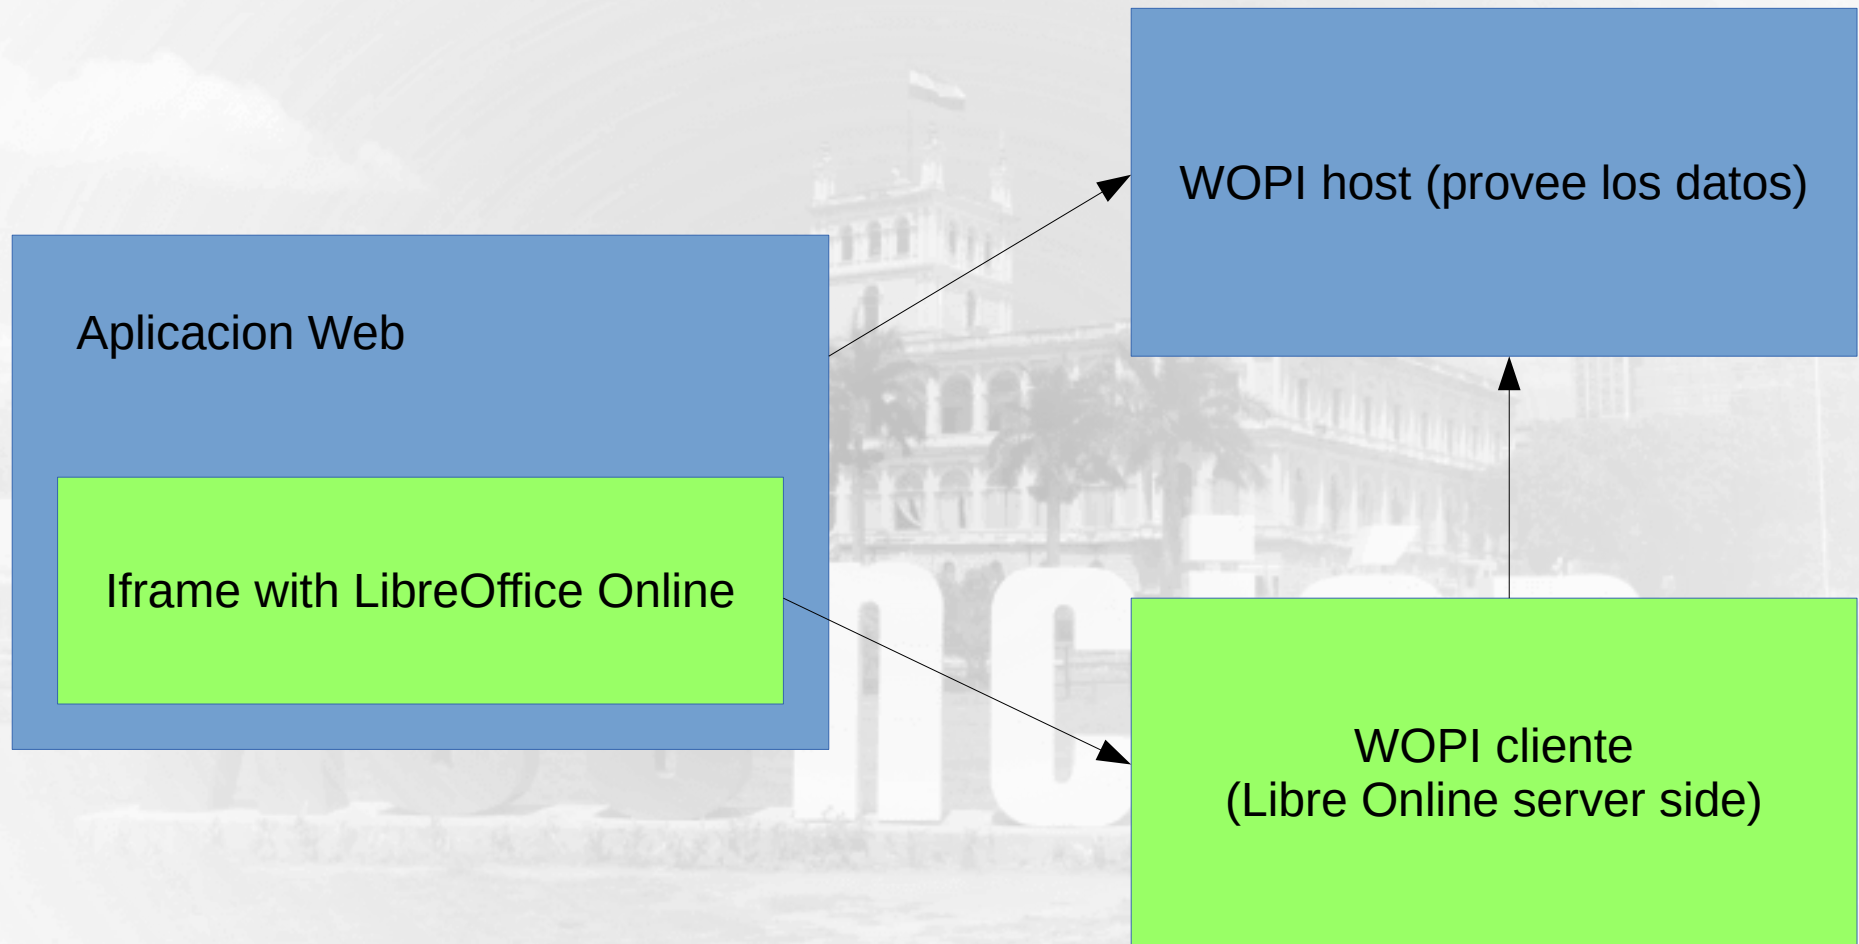 WOPI host (provee los datos)
Aplicacion Web
Iframe with LibreOffice Online
WOPI cliente
(Libre Online server side)